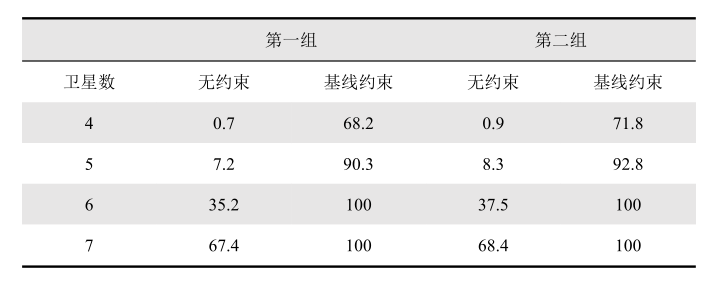 第一组 第二组
卫星数 无约束 基线约束 无约束 基线约束
4 0.7 68.2 0.9 71.8
5 7.2 90.3 8.3 92.8
6 35.2 100 37.5 100
7 67.4 100 68.4 100